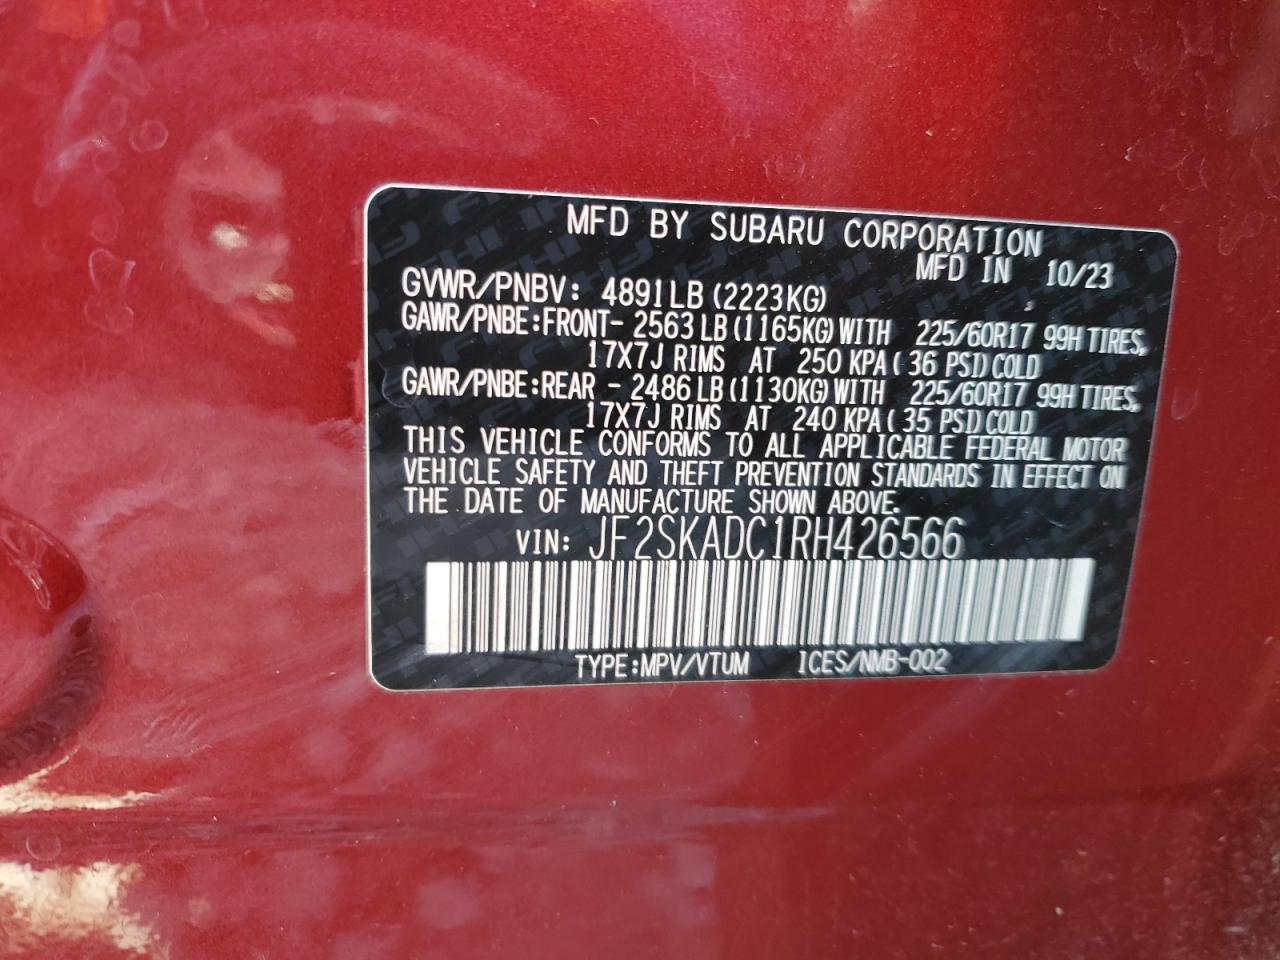 MFD BY SUBARU CORPORATION
MFD IN 10/23
GVWR/PNBV: 4891LB (2223KG)
GAWR/PNBE:FRONT- 2563 LB (1165KG) WITH 225/60R17 99H TIRES,
17X7J RIMS AT 250 KPA ( 36 PSI) COLD
GAWR/PNBE:REAR - 2486 LB (1130KG) WITH 225/60R17 99H TIRES,
17X7J RIMS AT 240 KPA ( 35 PSI) COLD
THIS VEHICLE CONFORMS TO ALL APPLICABLE FEDERAL MOTOR
VEHICLE SAFETY AND THEFT PREVENTION STANDARDS IN EFFECT ON
THE DATE OF MANUFACTURE SHOWN ABOVE.
VIN: JF2SKADC1RH426566
TYPE:MPV/VTUM ICES/NMB-002